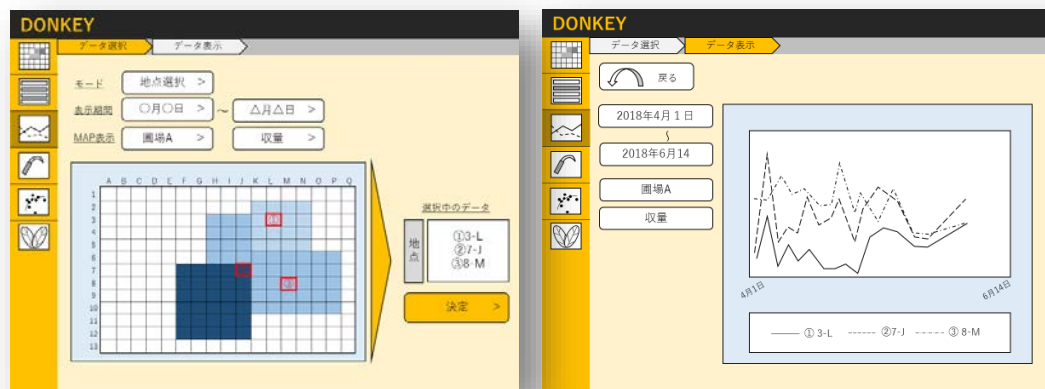 DONKEY
データ選択 データ表示
モード 地点選択 >
表示期間 〇月〇日 > ~ △月△日 >
MAP表示 圃場A > 収量 >
A B C D E F G H I J K L M N O P Q
1
2
3 ①
4
5
6
7
8 ③
9
10
11
12
13
選択中のデータ
地点
①3-L
②7-J
③8-M
決定 >
DONKEY
データ選択 データ表示
戻る
2018年4月1日
~
2018年6月14
圃場A
収量
4月1日 6月14日
① 3-L ②7-J ③ 8-M